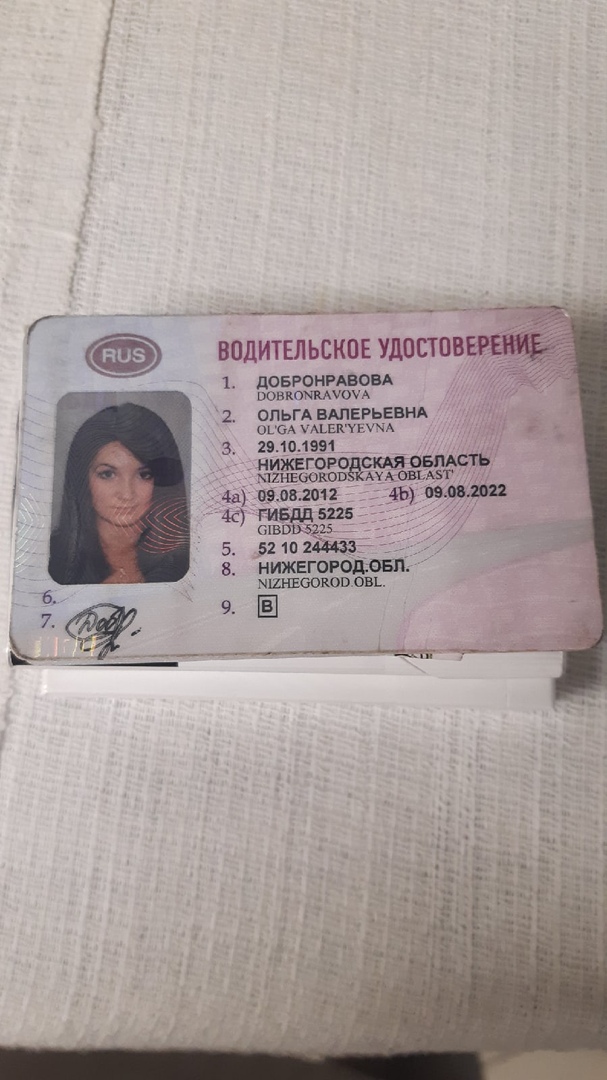 RUS
ВОДИТЕЛЬСКОЕ УДОСТОВЕРЕНИЕ
1. ДОБРОНРАВОВА
DOBRONRAVOVA
2. ОЛЬГА ВАЛЕРЬЕВНА
OL'GA VALER'YEVNA
3. 29.10.1991
НИЖЕГОРОДСКАЯ ОБЛАСТЬ
NIZHEGORODSKAYA OBLAST'
4a) 09.08.2012 4b) 09.08.2022
4c) ГИБДД 5225
GIBDD 5225
5. 52 10 244433
8. НИЖЕГОРОД.ОБЛ.
NIZHEGOROD.OBL.
6.
7.
9. B